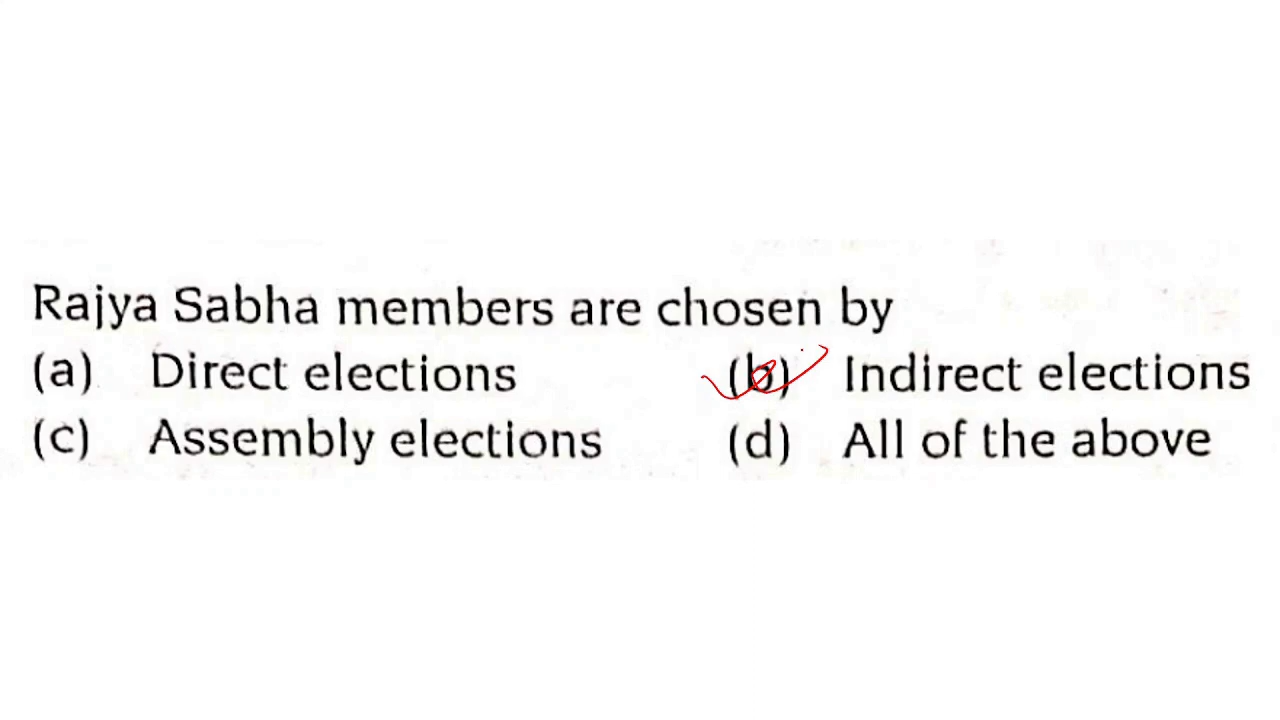 Rajya Sabha members are chosen by
(a) Direct elections (b) Indirect elections
(c) Assembly elections (d) All of the above